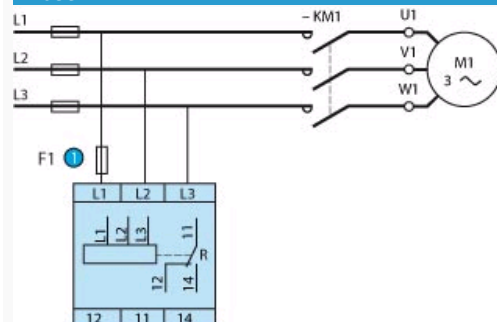 L1
– KM1
U1
L2
V1
M1
3 ~
L3
W1
F1 1
L1 L2 L3
L1 L2 L3 11
R
12 14
12 11 14